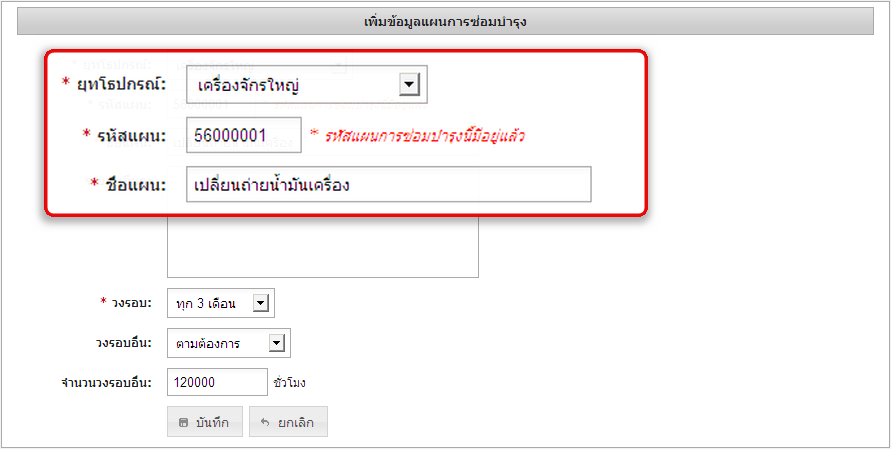 เพิ่มข้อมูลแผนการซ่อมบำรุง
* ยุทโธปกรณ์: เครื่องจักรใหญ่
* รหัสแผน: 56000001 * รหัสแผนการซ่อมบำรุงนี้มีอยู่แล้ว
* ชื่อแผน: เปลี่ยนถ่ายน้ำมันเครื่อง
* วงรอบ: ทุก 3 เดือน
วงรอบอื่น: ตามต้องการ
จำนวนวงรอบอื่น: 120000 ชั่วโมง
บันทึก ยกเลิก